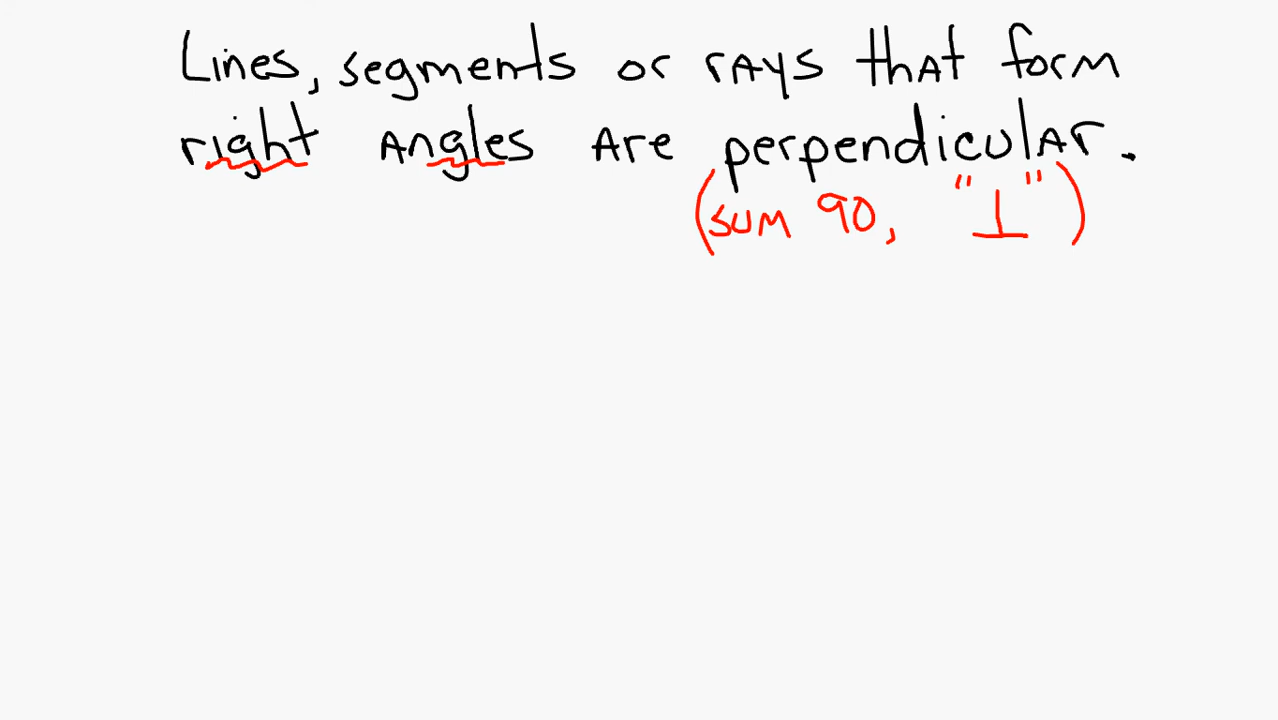 Lines, segments or rays that form
right angles are perpendicular.
(sum 90, "⊥")